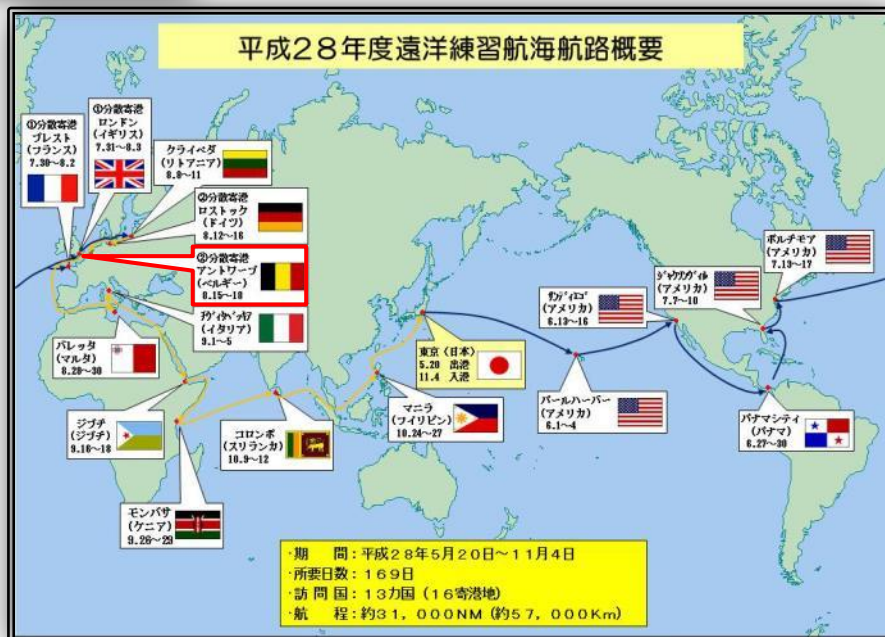 平成28年度遠洋練習航海航路概要
①分散寄港
ブレスト
(フランス)
7.30~8.2
①分散寄港
ロンドン
(イギリス)
7.31~8.3
クライペダ
(リトアニア)
8.8~11
②分散寄港
ロストック
(ドイツ)
8.12~16
②分散寄港
アントワープ
(ベルギー)
8.15~18
チヴィタベッキア
(イタリア)
9.1~5
バレッタ
(マルタ)
8.28~30
ジブチ
(ジブチ)
9.16~18
モンバサ
(ケニア)
9.26~29
コロンボ
(スリランカ)
10.9~12
マニラ
(フィリピン)
10.24~27
東京(日本)
5.20 出港
11.4 入港
パールハーバー
(アメリカ)
6.1~4
サンディエゴ
(アメリカ)
6.13~16
パナマシティ
(パナマ)
6.27~30
ジャクソンヴィル
(アメリカ)
7.7~10
ボルチモア
(アメリカ)
7.13~17
・期 間:平成28年5月20日~11月4日
・所要日数:169日
・訪問国:13カ国(16寄港地)
・航 程:約31,000NM(約57,000Km)